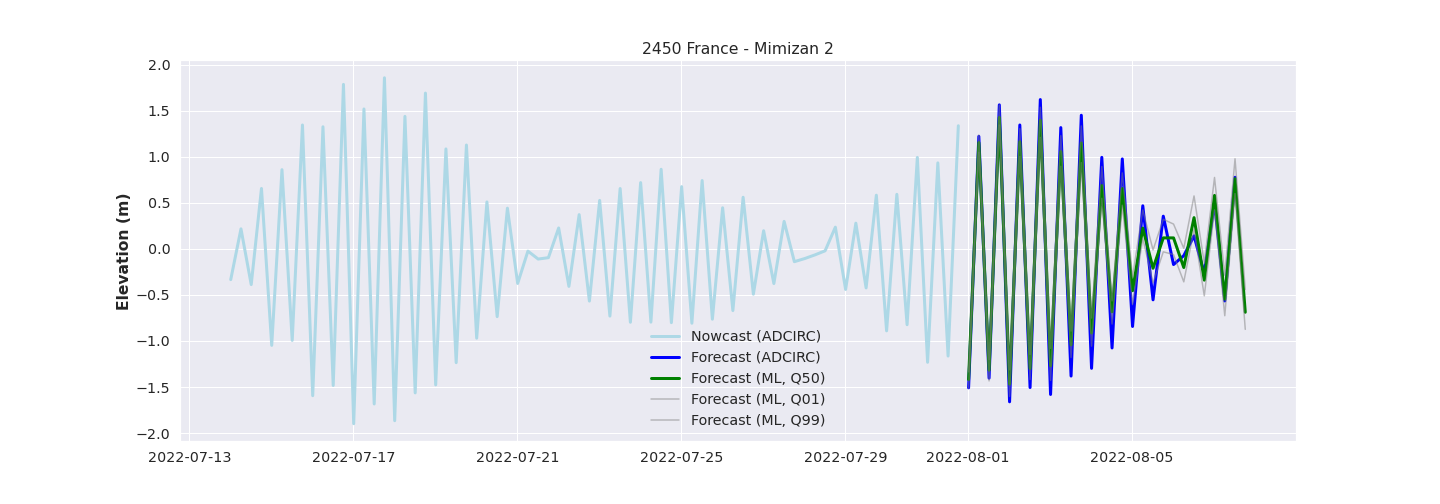 2450 France - Mimizan 2
2.0
1.5
1.0
0.5
0.0
−0.5
−1.0
−1.5
−2.0
Elevation (m)
Nowcast (ADCIRC)
Forecast (ADCIRC)
Forecast (ML, Q50)
Forecast (ML, Q01)
Forecast (ML, Q99)
2022-07-13 2022-07-17 2022-07-21 2022-07-25 2022-07-29 2022-08-01 2022-08-05